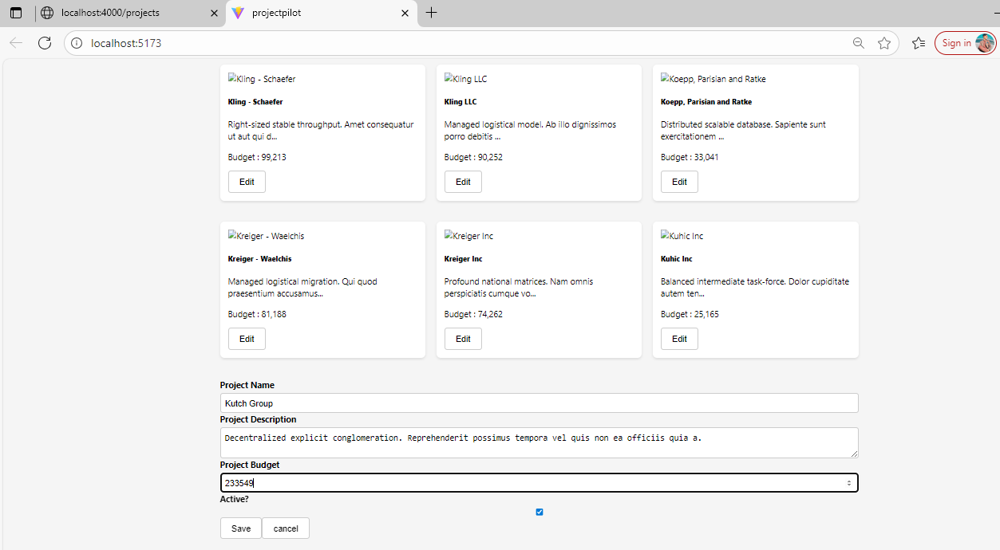 localhost:4000/projects
projectpilot
localhost:5173
Sign in
Kling - Schaefer
Kling - Schaefer
Right-sized stable throughput. Amet consequatur
ut aut qui d...
Budget : 99,213
Edit
Kling LLC
Kling LLC
Managed logistical model. Ab illo dignissimos
porro debitis ...
Budget : 90,252
Edit
Koepp, Parisian and Ratke
Koepp, Parisian and Ratke
Distributed scalable database. Sapiente sunt
exercitationem ...
Budget : 33,041
Edit
Kreiger - Waelchis
Kreiger - Waelchis
Managed logistical migration. Qui quod
praesentium accusamus...
Budget : 81,188
Edit
Kreiger Inc
Kreiger Inc
Profound national matrices. Nam omnis
perspiciatis cumque vo...
Budget : 74,262
Edit
Kuhic Inc
Kuhic Inc
Balanced intermediate task-force. Dolor cupiditate
autem ten...
Budget : 25,165
Edit
Project Name
Kutch Group
Project Description
Decentralized explicit conglomeration. Reprehenderit possimus tempora vel quis non ea officiis quia a.
Project Budget
233549
Active?
Save
cancel